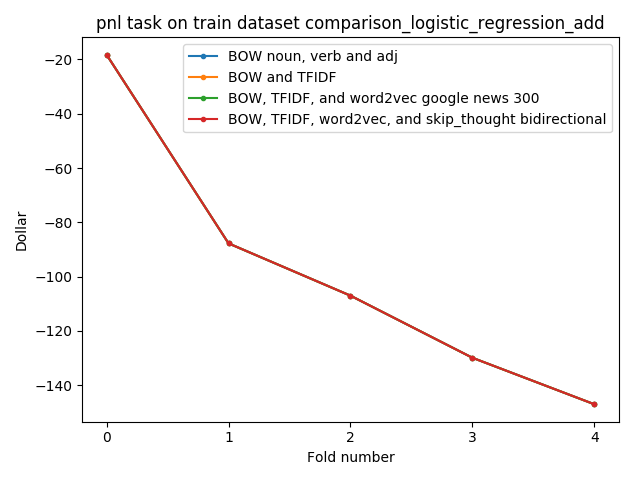 pnl task on train dataset comparison_logistic_regression_add
BOW noun, verb and adj
BOW and TFIDF
BOW, TFIDF, and word2vec google news 300
BOW, TFIDF, word2vec, and skip_thought bidirectional
−20
−40
−60
−80
−100
−120
−140
Dollar
0 1 2 3 4
Fold number